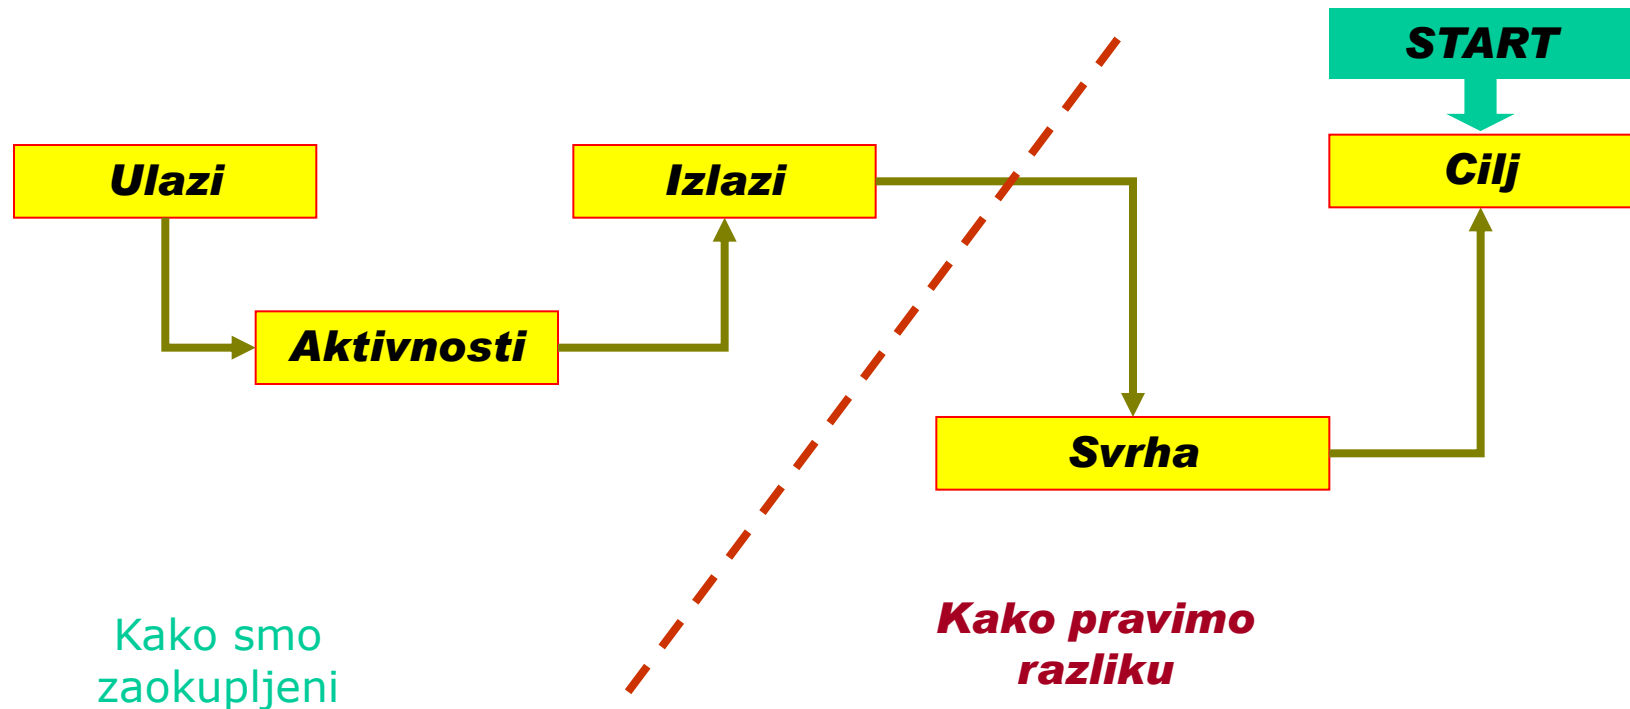 START
Ulazi
Izlazi
Cilj
Aktivnosti
Svrha
Kako smo
zaokupljeni
Kako pravimo
razliku